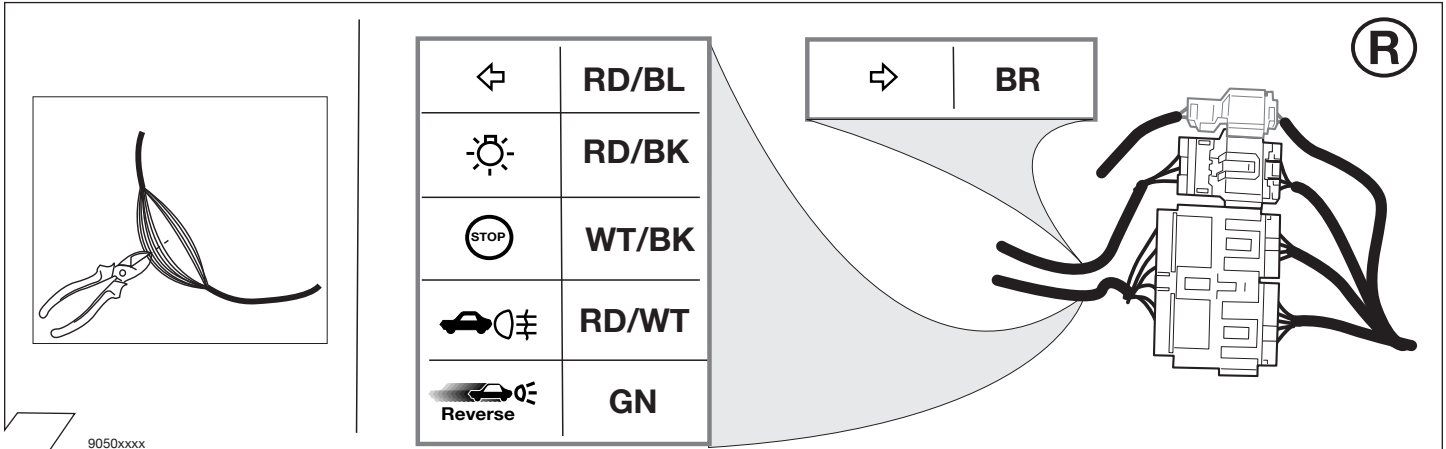 RD/BL
RD/BK
STOP WT/BK
RD/WT
Reverse GN
BR
R
9050xxxx